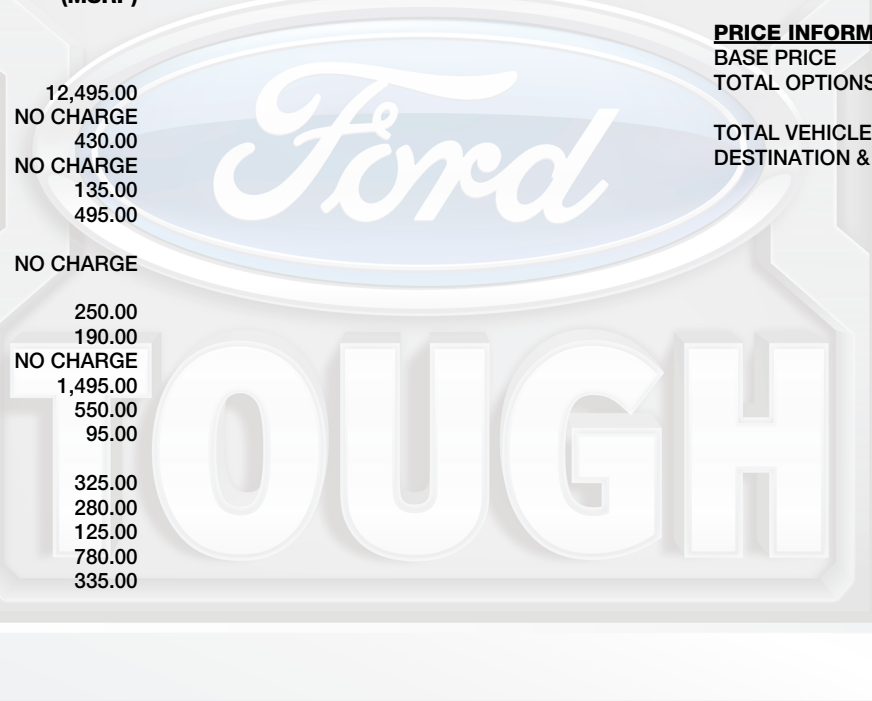 (MSRP)
12,495.00
NO CHARGE
430.00
NO CHARGE
135.00
495.00
NO CHARGE
250.00
190.00
NO CHARGE
1,495.00
550.00
95.00
325.00
280.00
125.00
780.00
335.00
PRICE INFORM
BASE PRICE
TOTAL OPTIONS
TOTAL VEHICLE
DESTINATION &
Ford
TOUGH